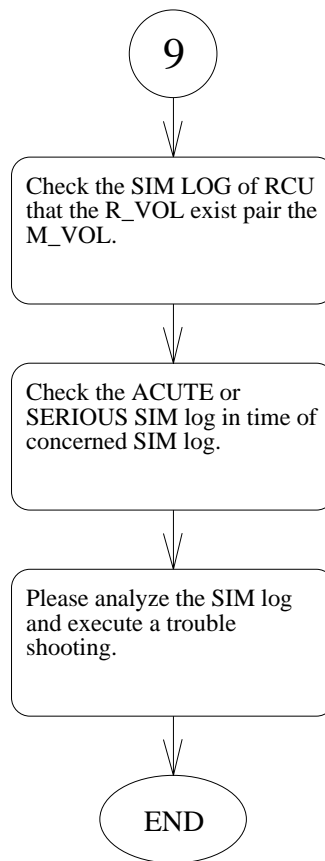 9
Check the SIM LOG of RCU
that the R_VOL exist pair the
M_VOL.
Check the ACUTE or
SERIOUS SIM log in time of
concerned SIM log.
Please analyze the SIM log
and execute a trouble
shooting.
END